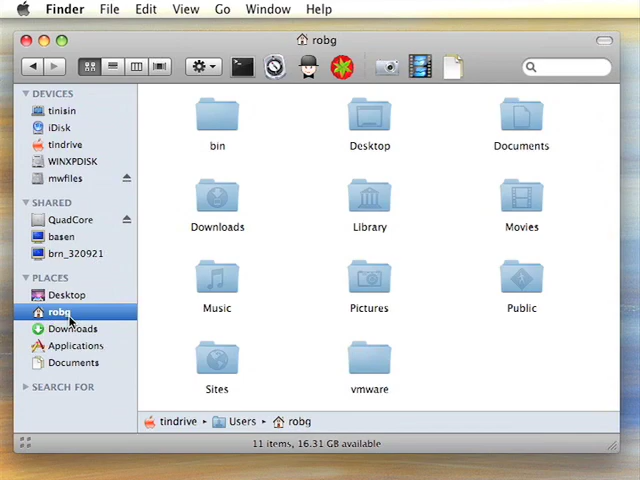 Finder File Edit View Go Window Help
robg
DEVICES
tinisin
iDisk
tindrive
WINXPDISK
mwfiles
SHARED
QuadCore
basen
brn_320921
PLACES
Desktop
robg
Downloads
Applications
Documents
SEARCH FOR
bin Desktop Documents
Downloads Library Movies
Music Pictures Public
Sites vmware
tindrive Users robg
11 items, 16.31 GB available